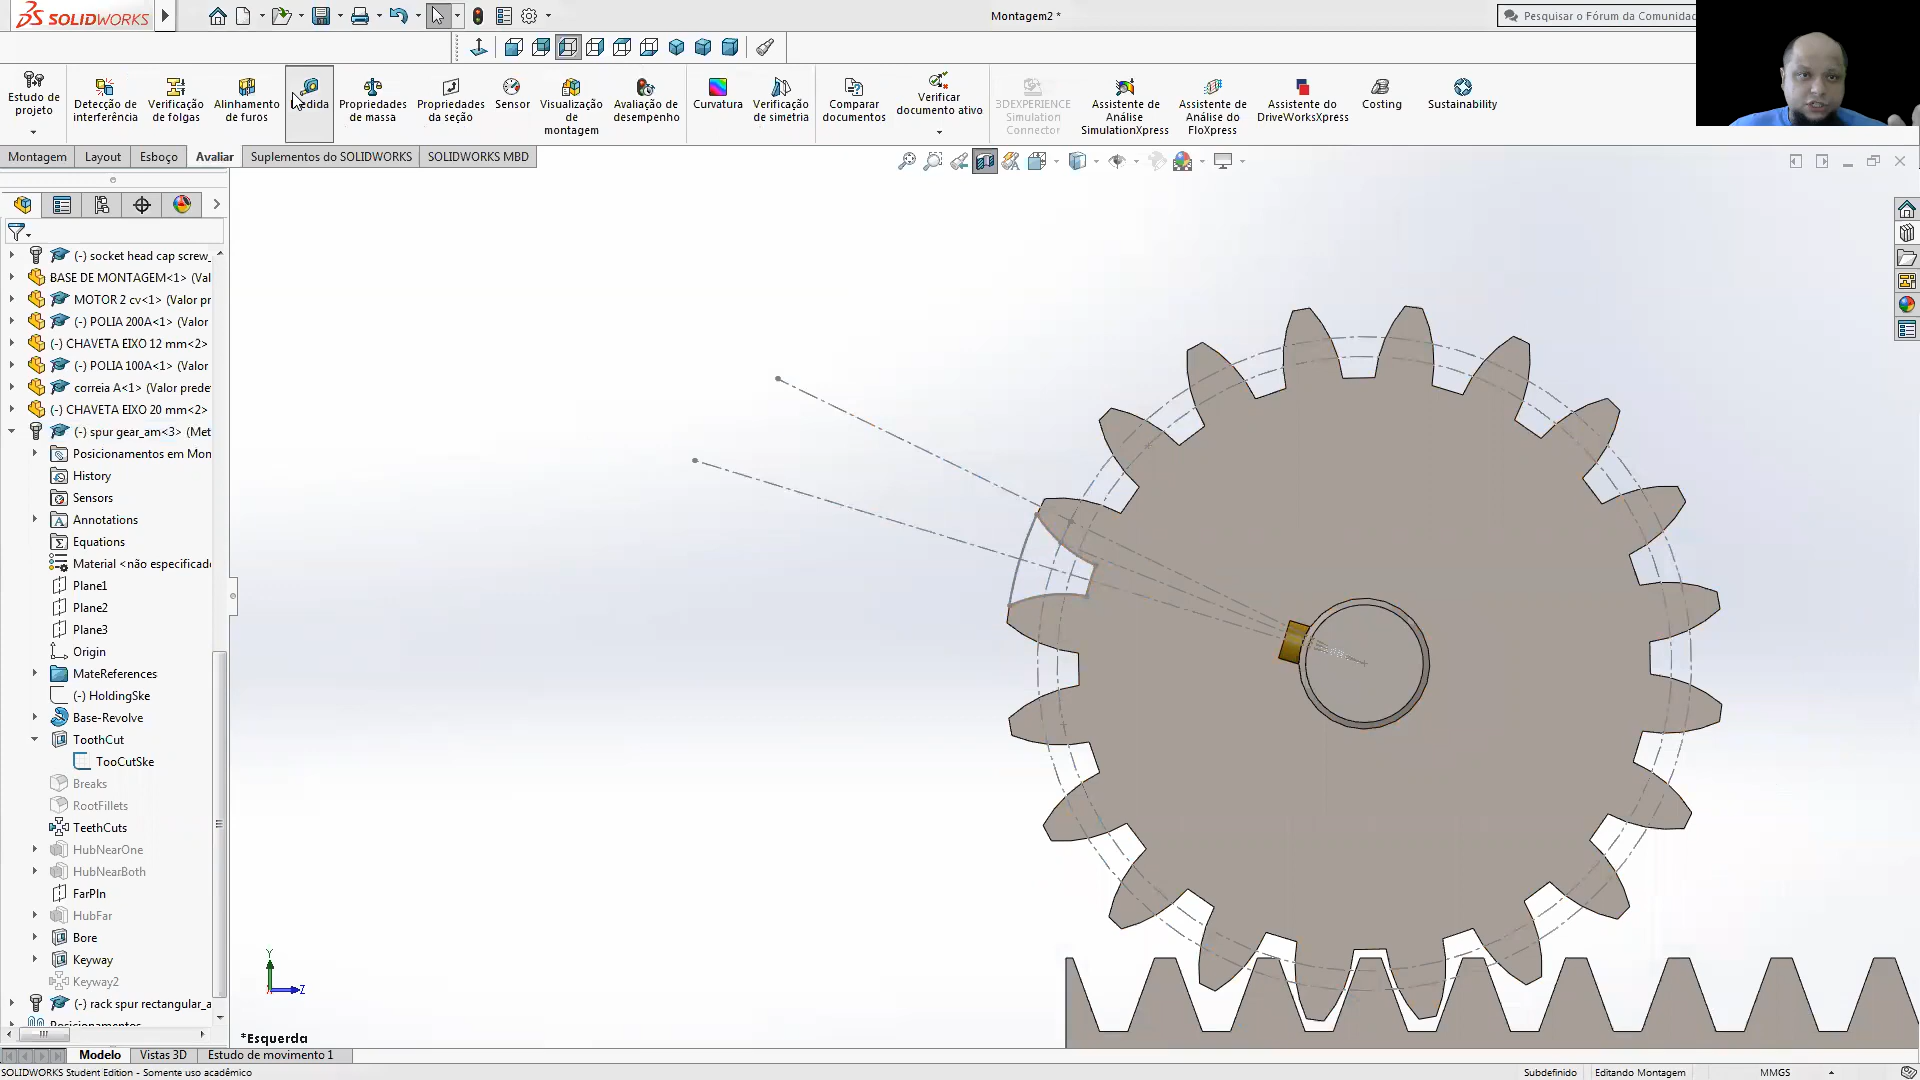 SOLIDWORKS
Montagem2 *
Pesquisar o Fórum da Comunidac
Estudo de projeto
Detecção de interferência
Verificação de folgas
Alinhamento de furos
Propriedades de massa
Propriedades da seção
Sensor
Visualização de montagem
Avaliação de desempenho
Curvatura
Verificação de simetria
Comparar documentos
Verificar documento ativo
3DEXPERIENCE Simulation Connector
Assistente de Análise SimulationXpress
Assistente de Análise do FloXpress
Assistente do DriveWorksXpress
Costing
Sustainability
Montagem
Layout
Esboço
Avaliar
Suplementos do SOLIDWORKS
SOLIDWORKS MBD
(-) socket head cap screw_
BASE DE MONTAGEM<1> (Val
MOTOR 2 cv<1> (Valor pr
(-) POLIA 200A<1> (Valor
(-) CHAVETA EIXO 12 mm<2>
(-) POLIA 100A<1> (Valor
correia A<1> (Valor prede
(-) CHAVETA EIXO 20 mm<2>
(-) spur gear_am<3> (Met
Posicionamentos em Mon
History
Sensors
Annotations
Equations
Material <não especificado
Plane1
Plane2
Plane3
Origin
MateReferences
(-) HoldingSke
Base-Revolve
ToothCut
TooCutSke
Breaks
RootFillets
TeethCuts
HubNearOne
HubNearBoth
FarPln
HubFar
Bore
Keyway
Keyway2
(-) rack spur rectangular_a
Posicionamentos
Y
Z
*Esquerda
Modelo
Vistas 3D
Estudo de movimento 1
SOLIDWORKS Student Edition - Somente uso acadêmico
Subdefinido
Editando Montagem
MMGS